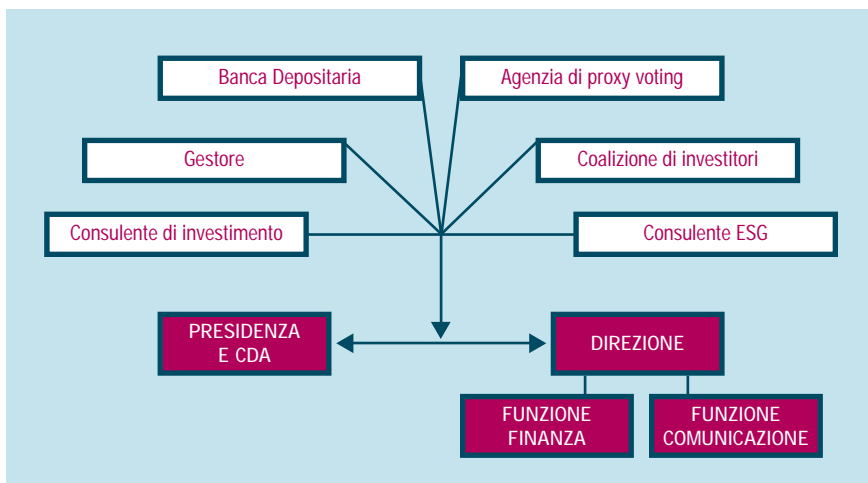 Banca Depositaria
Agenzia di proxy voting
Gestore
Coalizione di investitori
Consulente di investimento
Consulente ESG
PRESIDENZA
E CDA
DIREZIONE
FUNZIONE
FINANZA
FUNZIONE
COMUNICAZIONE